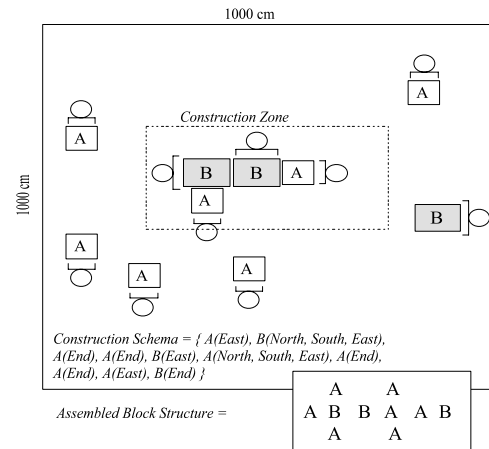 1000 cm
A
A
Construction Zone
B B A
A
1000 cm
B
A
A
A
Construction Schema = { A(East), B(North, South, East),
A(End), A(End), B(East), A(North, South, East), A(End),
A(End), A(East), B(End) }
A A
Assembled Block Structure = A B B A A B
A A